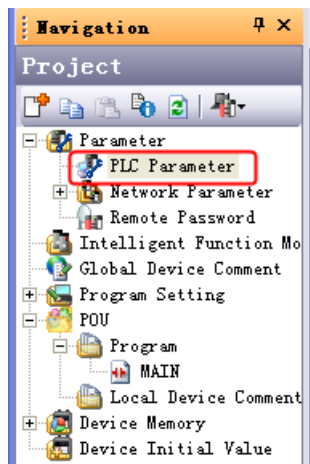 Navigation
Project
Parameter
PLC Parameter
Network Parameter
Remote Password
Intelligent Function Mo
Global Device Comment
Program Setting
POU
Program
MAIN
Local Device Comment
Device Memory
Device Initial Value